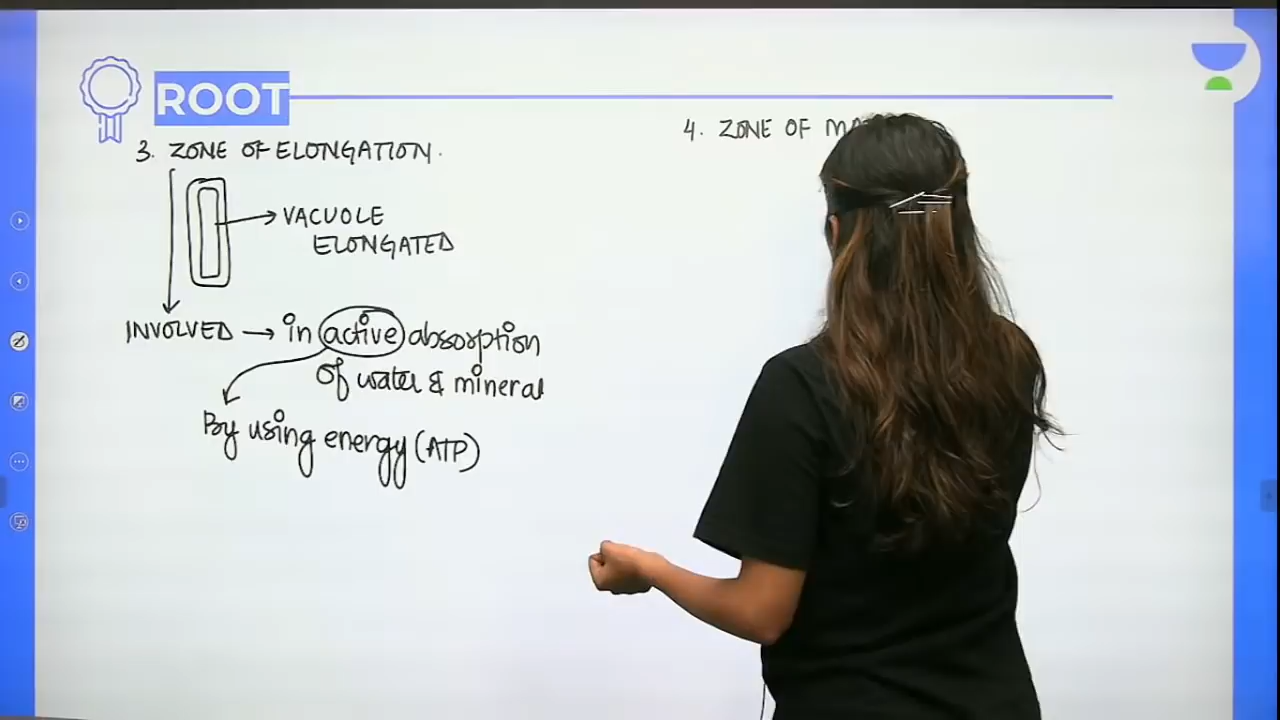 ROOT
3. ZONE OF ELONGATION.
VACUOLE
ELONGATED
INVOLVED → in active absorption
of water & mineral
By using energy (ATP)
4. ZONE OF